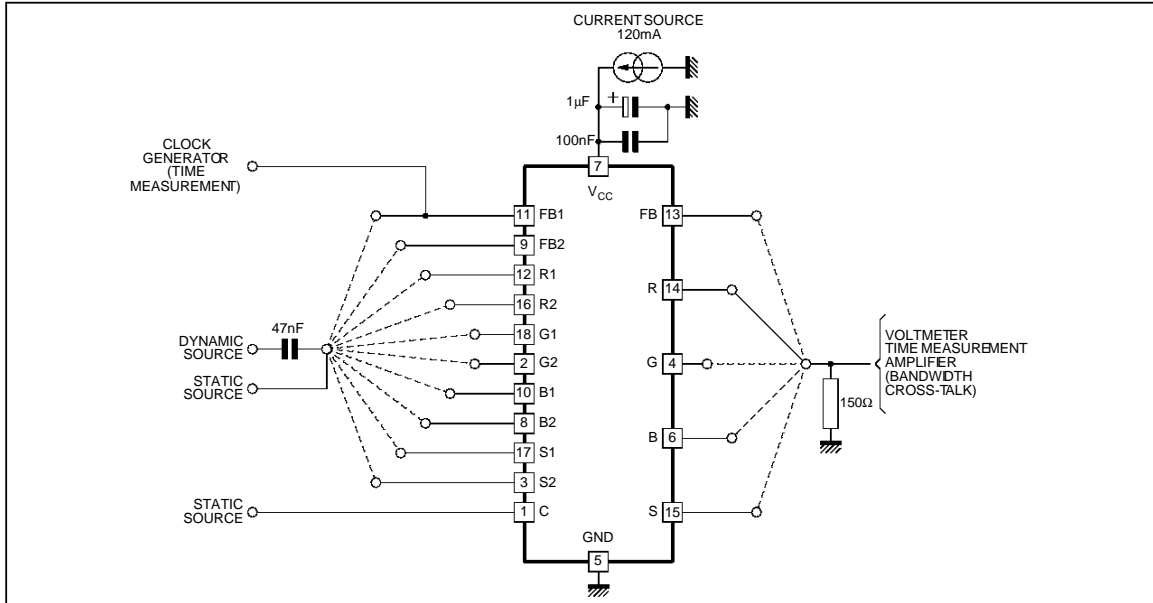 CURRENT SOURCE
120mA
1µF
+
100nF
CLOCK
GENERATOR
(TIME
MEASUREMENT)
7
VCC
11 FB1
FB 13
9 FB2
12 R1
R 14
16 R2
18 G1
47nF
DYNAMIC
SOURCE
STATIC
SOURCE
2 G2
G 4
VOLTMETER
TIME MEASUREMENT
AMPLIFIER
(BANDWIDTH
CROSS-TALK)
150Ω
10 B1
8 B2
B 6
17 S1
3 S2
STATIC
SOURCE
1 C
S 15
GND
5